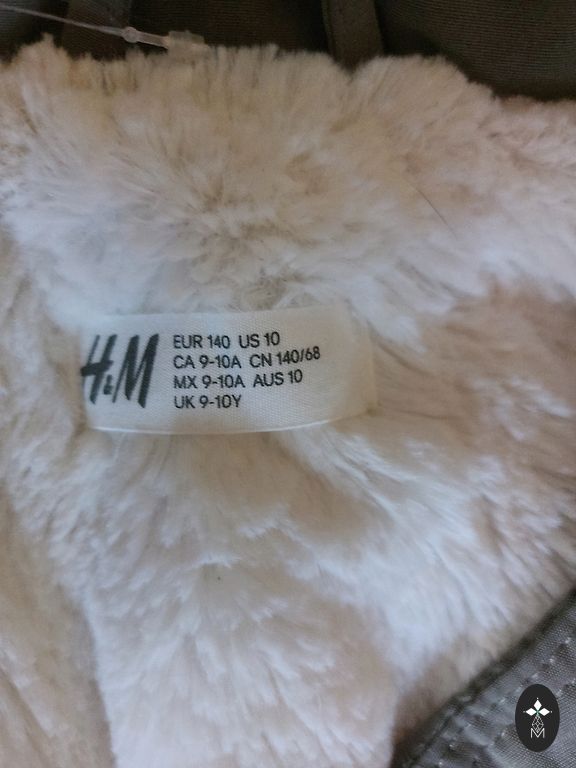 H&M
EUR 140 US 10
CA 9-10A CN 140/68
MX 9-10A AUS 10
UK 9-10Y
M